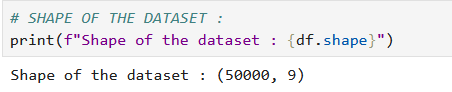 # SHAPE OF THE DATASET :
print(f"Shape of the dataset : {df.shape}")
Shape of the dataset : (50000, 9)